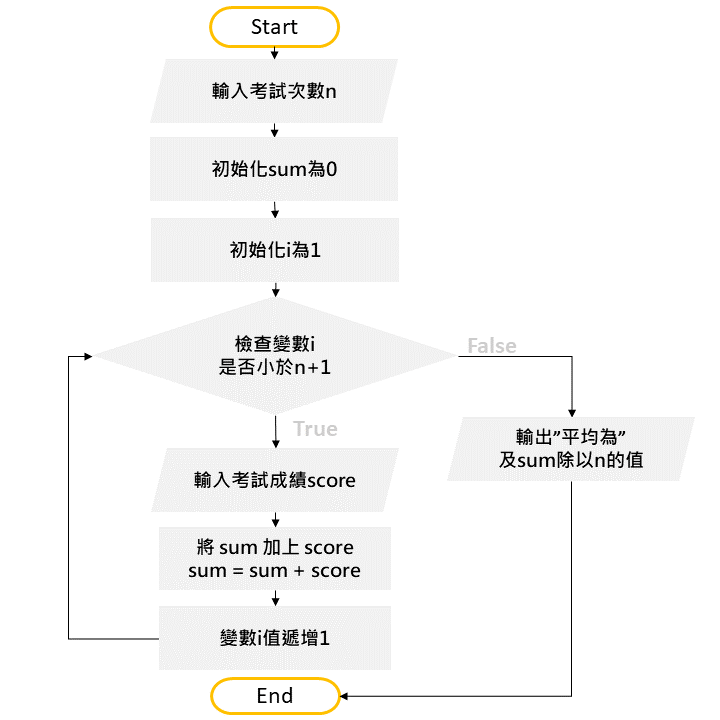 Start
輸入考試次數n
初始化sum為0
初始化i為1
檢查變數i
是否小於n+1
False
True
輸出”平均為”
及sum除以n的值
輸入考試成績score
將 sum 加上 score
sum = sum + score
變數i值遞增1
End